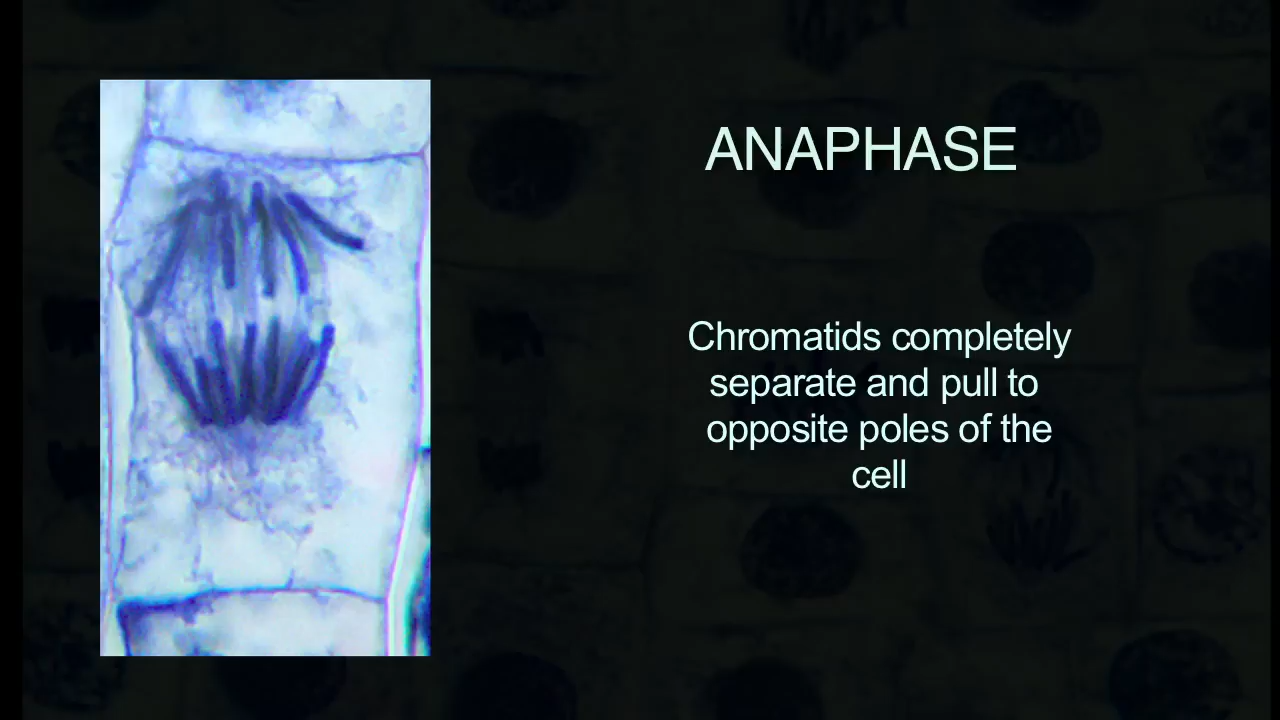 ANAPHASE
Chromatids completely
separate and pull to
opposite poles of the
cell